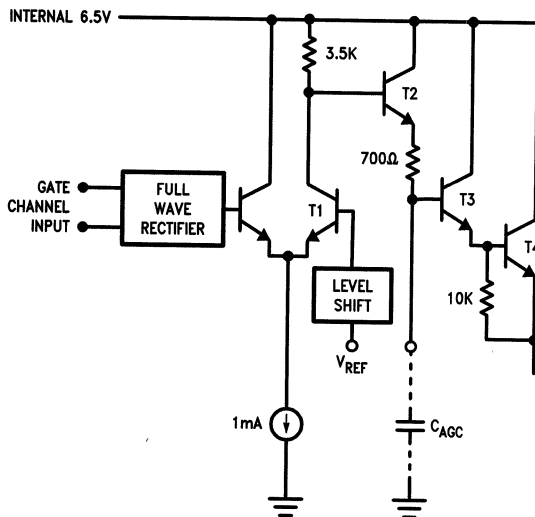 INTERNAL 6.5V
3.5K
T2
700Ω
GATE
CHANNEL
INPUT
FULL
WAVE
RECTIFIER
T1
T3
T4
LEVEL
SHIFT
10K
VREF
1mA
CAGC